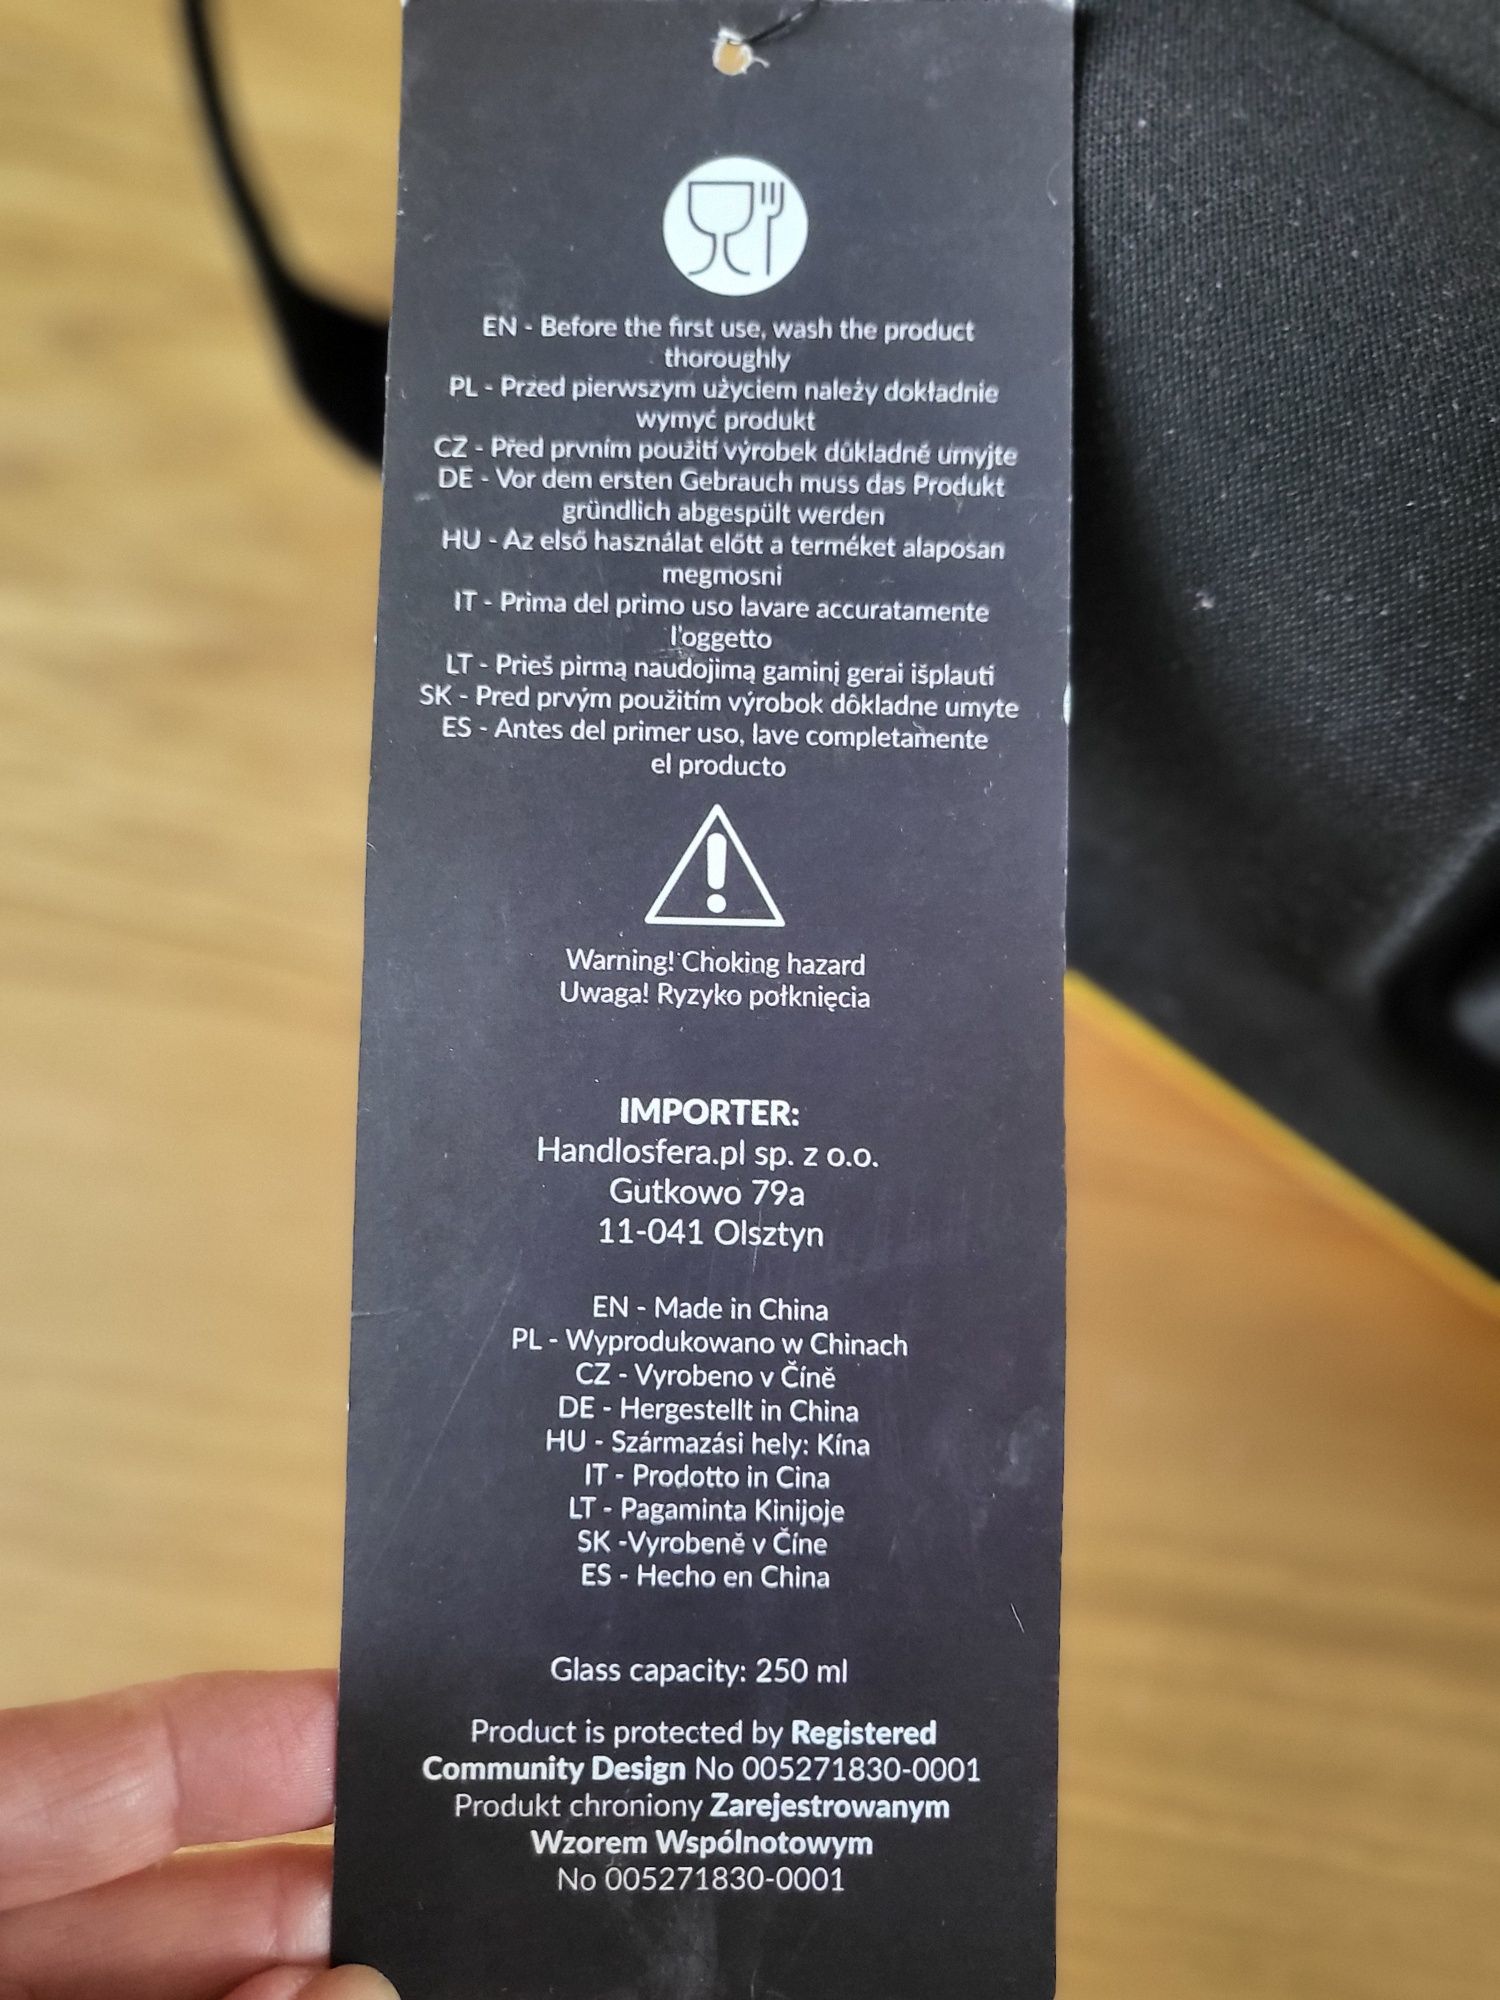 EN - Before the first use, wash the product
thoroughly
PL - Przed pierwszym użyciem należy dokładnie
wymyć produkt
CZ - Před prvním použití výrobek důkladně umyjte
DE - Vor dem ersten Gebrauch muss das Produkt
gründlich abgespült werden
HU - Az első használat előtt a terméket alaposan
megmosni
IT - Prima del primo uso lavare accuratamente
l'oggetto
LT - Prieš pirmą naudojimą gaminį gerai išplauti
SK - Pred prvým použitím výrobok dôkladne umyte
ES - Antes del primer uso, lave completamente
el producto
Warning! Choking hazard
Uwaga! Ryzyko połknięcia
IMPORTER:
Handlosfera.pl sp. z o.o.
Gutkowo 79a
11-041 Olsztyn
EN - Made in China
PL - Wyprodukowano w Chinach
CZ - Vyrobeno v Číně
DE - Hergestellt in China
HU - Származási hely: Kína
IT - Prodotto in Cina
LT - Pagaminta Kinijoje
SK -Vyrobeně v Číne
ES - Hecho en China
Glass capacity: 250 ml
Product is protected by Registered
Community Design No 005271830-0001
Produkt chroniony Zarejestrowanym
Wzorem Wspólnotowym
No 005271830-0001